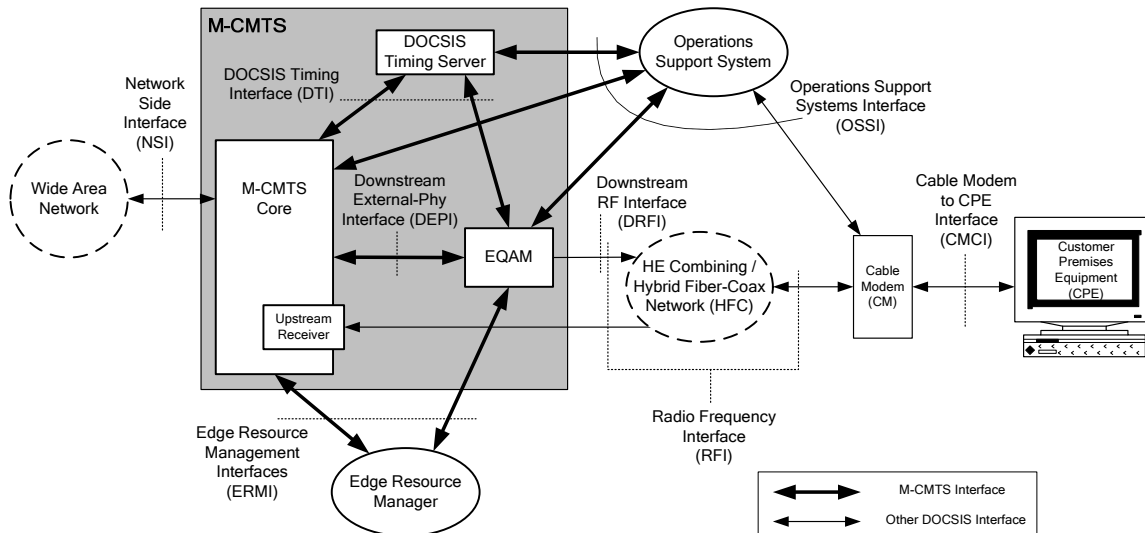 M-CMTS
DOCSIS
Timing Server
Operations
Support System
Network
Side
Interface
(NSI)
DOCSIS Timing
Interface (DTI)
Operations Support
Systems Interface
(OSSI)
Wide Area
Network
M-CMTS
Core
Downstream
External-Phy
Interface (DEPI)
EQAM
Downstream
RF Interface
(DRFI)
HE Combining /
Hybrid Fiber-Coax
Network (HFC)
Cable
Modem
(CM)
Cable Modem
to CPE
Interface
(CMCI)
Customer
Premises
Equipment
(CPE)
Upstream
Receiver
Edge Resource
Management
Interfaces
(ERMI)
Edge Resource
Manager
Radio Frequency
Interface
(RFI)
M-CMTS Interface
Other DOCSIS Interface